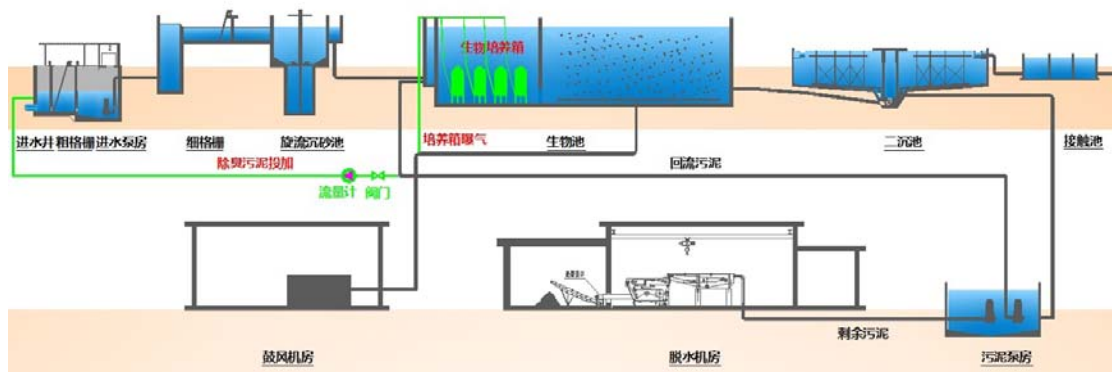 生物培养箱
进水井 粗格栅 进水泵房
细格栅
旋流沉砂池
培养箱曝气
生物池
二沉池
接触池
除臭污泥投加
回流污泥
流量计
阀门
剩余污泥
鼓风机房
脱水机房
污泥泵房